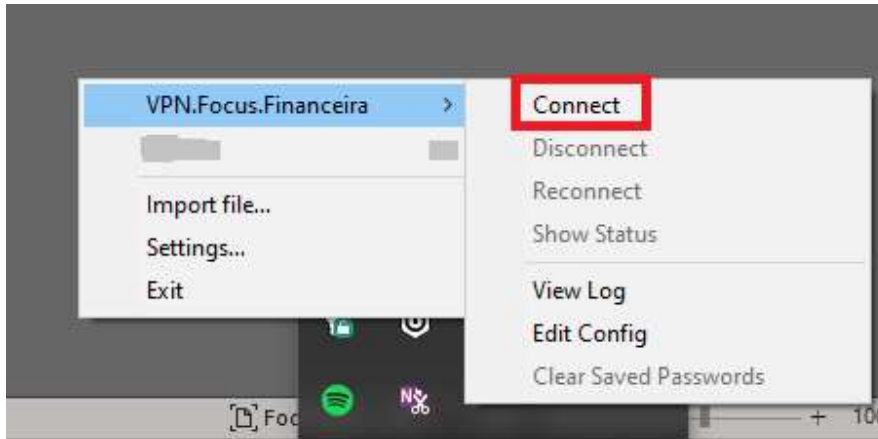 VPN.Focus.Financeira
Import file...
Settings...
Exit
Connect
Disconnect
Reconnect
Show Status
View Log
Edit Config
Clear Saved Passwords